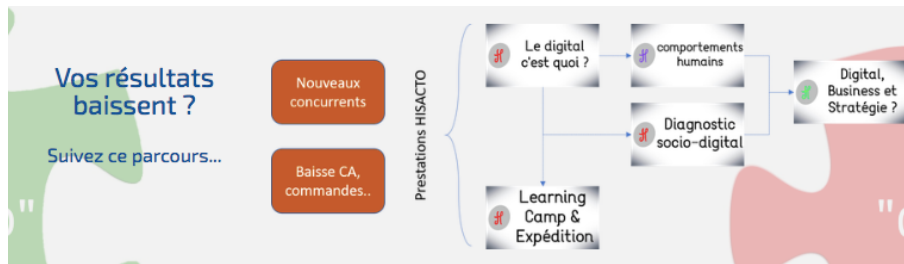 Vos résultats
baissent ?
Suivez ce parcours...
Nouveaux
concurrents
Baisse CA,
commandes..
Prestations HISACTO
Le digital
c'est quoi ?
comportements
humains
Diagnostic
socio-digital
Learning
Camp &
Expédition
Digital,
Business et
Stratégie ?